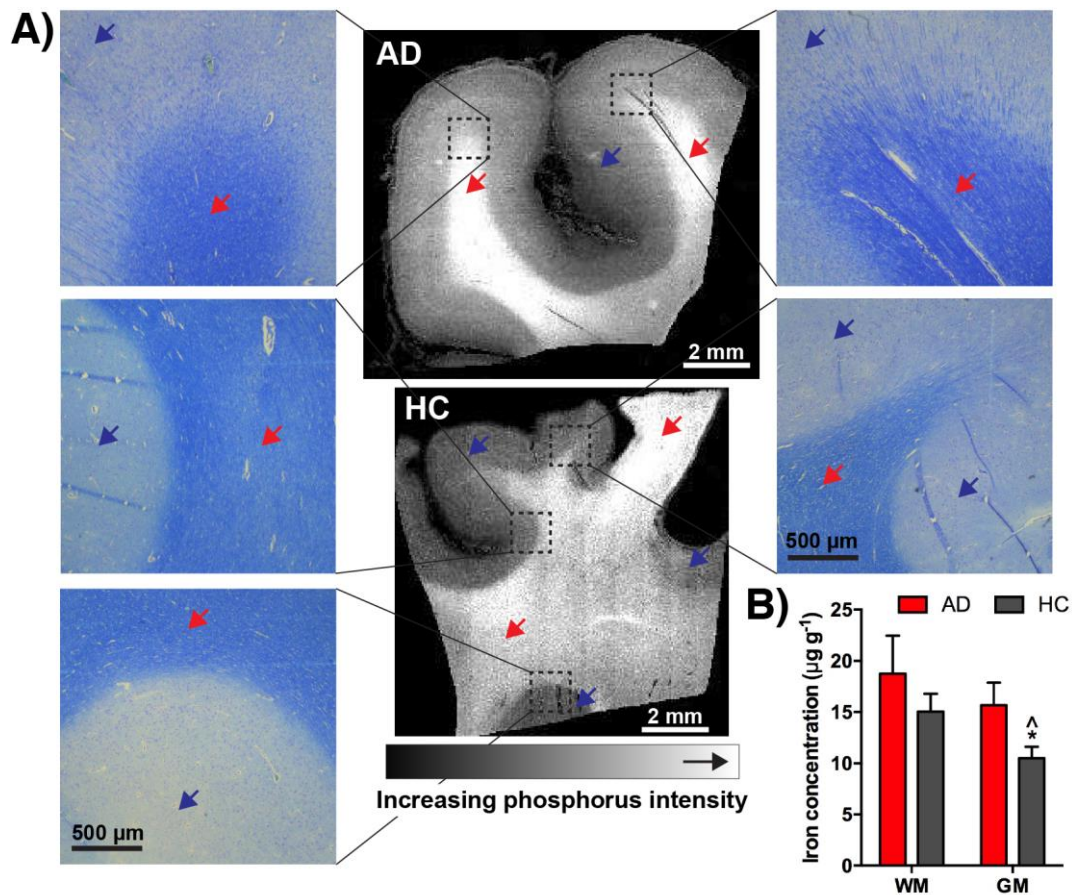 A)
AD
2 mm
HC
2 mm
Increasing phosphorus intensity
500 µm
500 µm
B)
AD HC
Iron concentration (µg g⁻¹)
25
20
15
10
5
0
^
*
WM GM